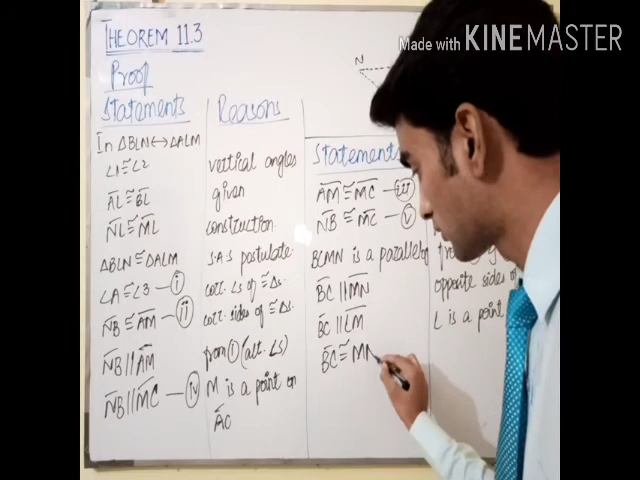 Made with KINEMASTER
THEOREM 11.3
N
Proof
Statements Reasons
In ΔBLN↔ΔALM
∠1≅∠2 vertical angles
AL≅BL given
NL≅ML construction
ΔBLN≅ΔALM S.A.S postulate
∠A≅∠3 — (i) corr. ∠s of ≅Δs.
NB≅AM — (ii) corr. sides of ≅Δs.
NB∥AM from (i) (alt. ∠s)
NB∥MC — (iv) M is a point on
AC
Statements
AM≅MC — (iii)
NB≅MC — (v)
BCMN is a parallelog
BC∥MN
opposite sides of
BC∥LM L is a point
BC≅MN